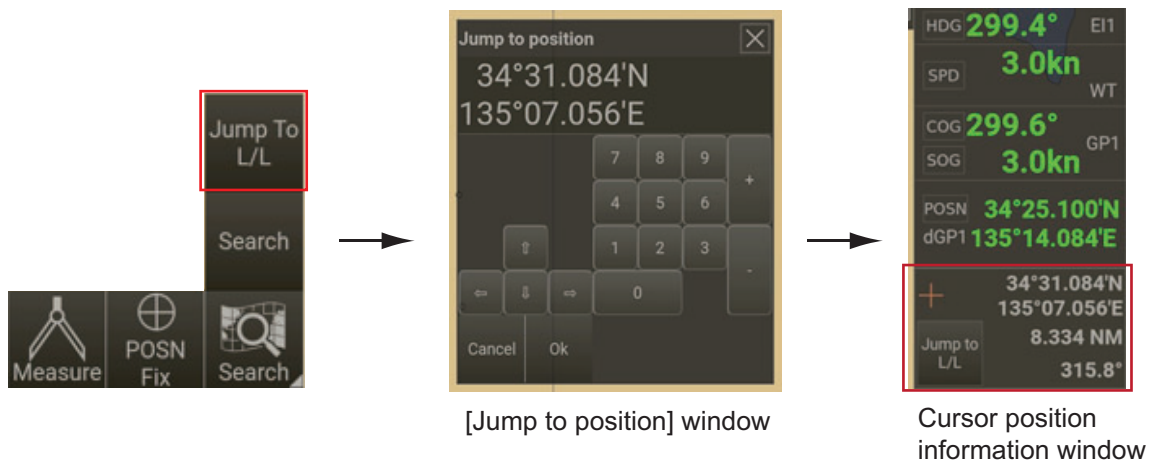 Jump To
L/L
Search
Measure
POSN
Fix
Search
Jump to position
34°31.084'N
135°07.056'E
7 8 9 +
4 5 6
1 2 3 -
0
Cancel Ok
[Jump to position] window
HDG 299.4° EI1
SPD 3.0kn
WT
COG 299.6°
GP1
SOG 3.0kn
POSN 34°25.100'N
dGP1 135°14.084'E
34°31.084'N
135°07.056'E
Jump to
L/L
8.334 NM
315.8°
Cursor position
information window